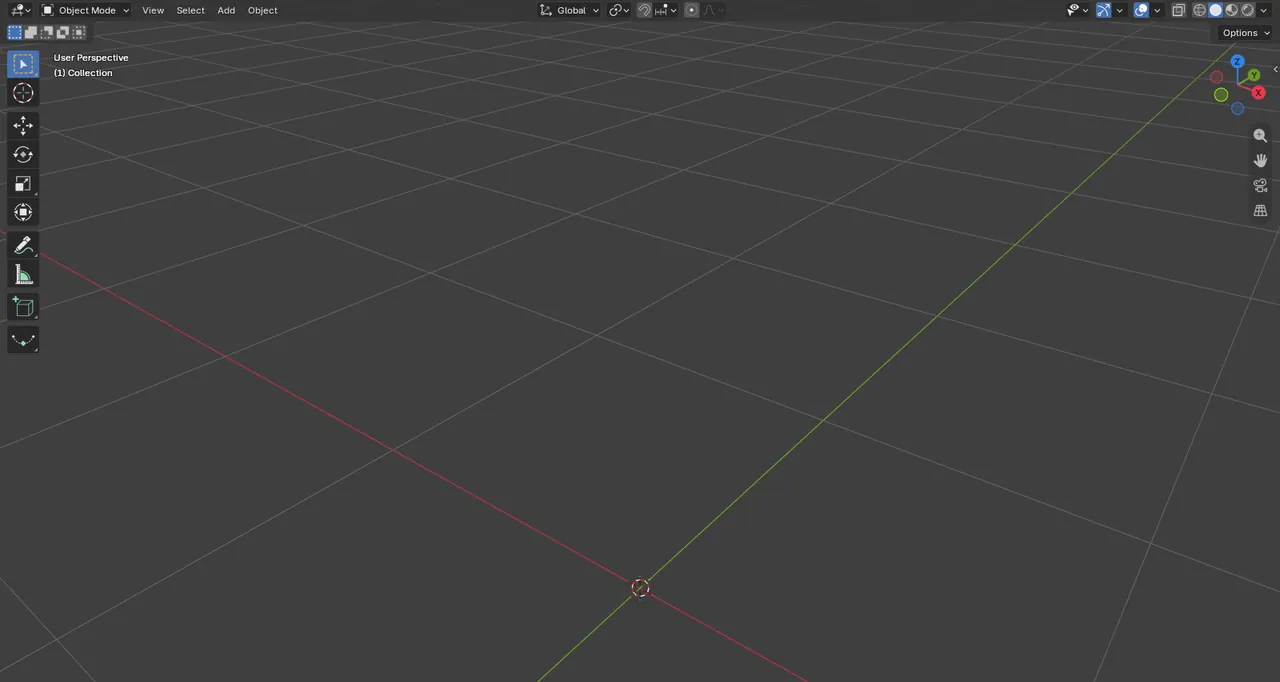 Object Mode View Select Add Object Global
Options
User Perspective
(1) Collection
Z
Y
X